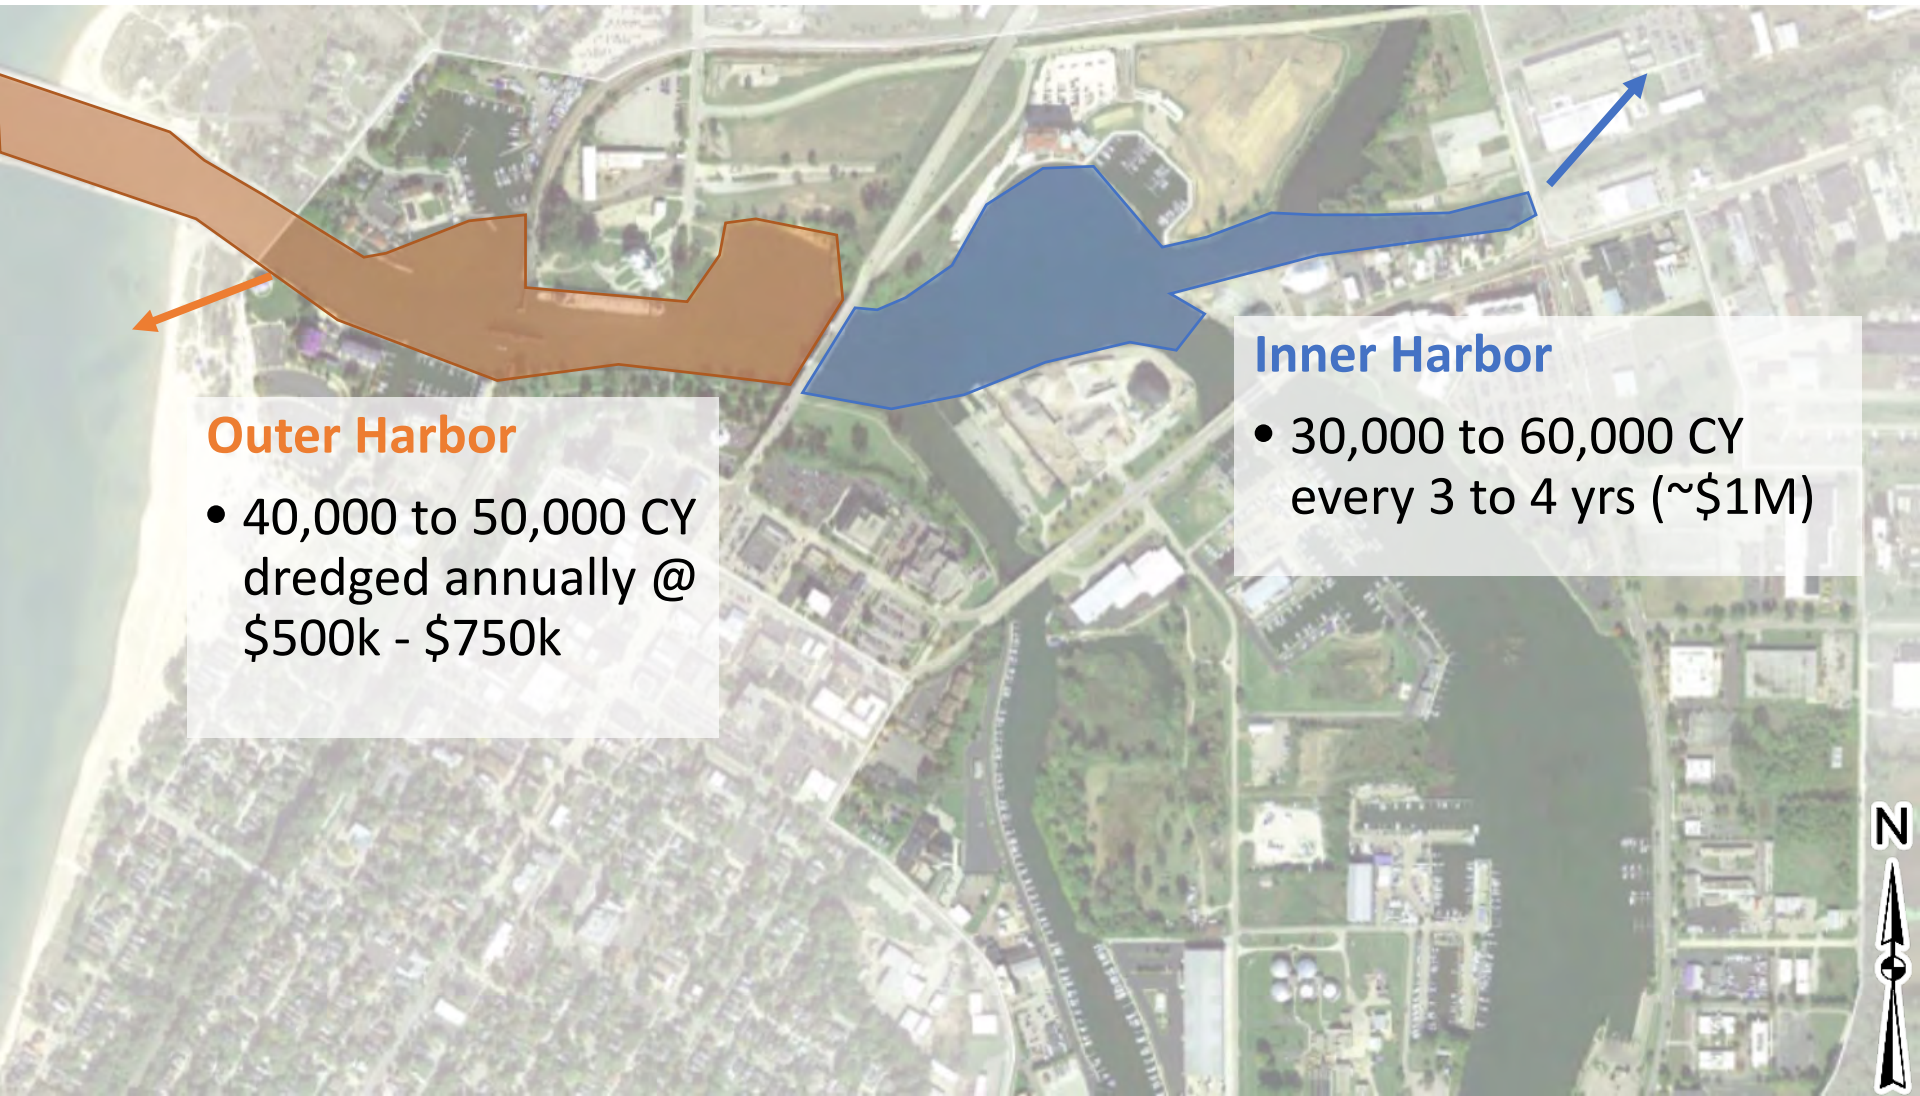 Outer Harbor
• 40,000 to 50,000 CY
dredged annually @
$500k - $750k
Inner Harbor
• 30,000 to 60,000 CY
every 3 to 4 yrs (~$1M)
N